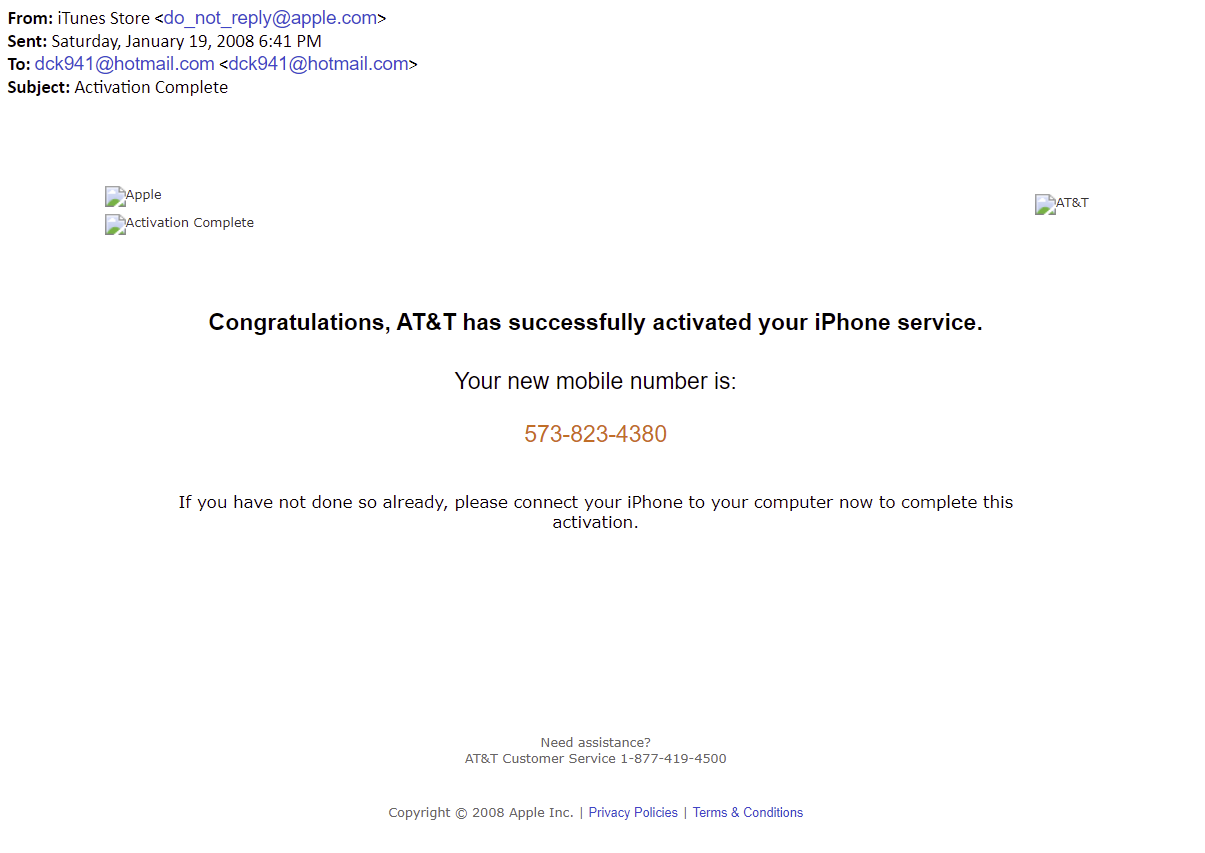 From: iTunes Store <do_not_reply@apple.com>
Sent: Saturday, January 19, 2008 6:41 PM
To: dck941@hotmail.com <dck941@hotmail.com>
Subject: Activation Complete
Apple
AT&T
Activation Complete
Congratulations, AT&T has successfully activated your iPhone service.
Your new mobile number is:
573-823-4380
If you have not done so already, please connect your iPhone to your computer now to complete this
activation.
Need assistance?
AT&T Customer Service 1-877-419-4500
Copyright © 2008 Apple Inc. | Privacy Policies | Terms & Conditions